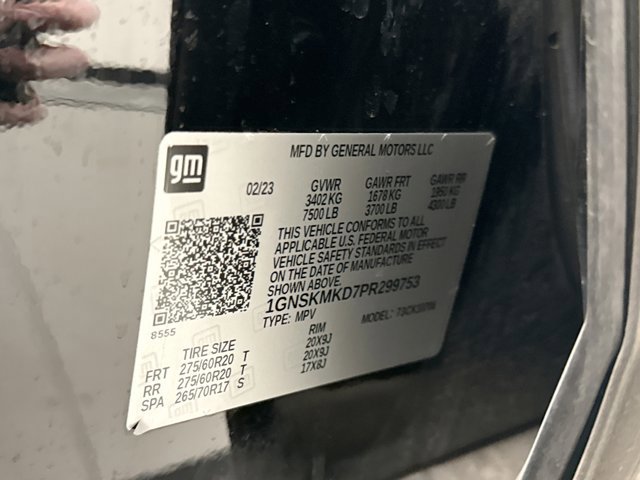 gm
MFD BY GENERAL MOTORS LLC
02/23 GVWR GAWR FRT GAWR RR
3402 KG 1678 KG 1950 KG
7500 LB 3700 LB 4300 LB
THIS VEHICLE CONFORMS TO ALL
APPLICABLE U.S. FEDERAL MOTOR
VEHICLE SAFETY STANDARDS IN EFFECT
ON THE DATE OF MANUFACTURE
SHOWN ABOVE.
1GNSKMKD7PR299753
TYPE: MPV MODEL:
8555
TIRE SIZE RIM
FRT 275/60R20 T 20X9J
RR 275/60R20 T 20X9J
SPA 265/70R17 S 17X8J